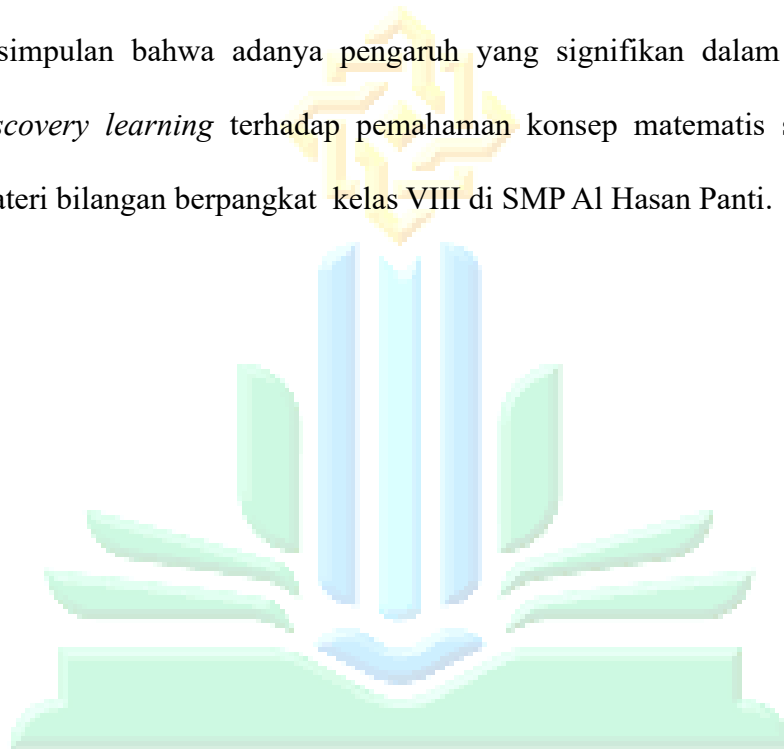 simpulan bahwa adanya pengaruh yang signifikan dalam
scovery learning terhadap pemahaman konsep matematis
ateri bilangan berpangkat kelas VIII di SMP Al Hasan Panti.